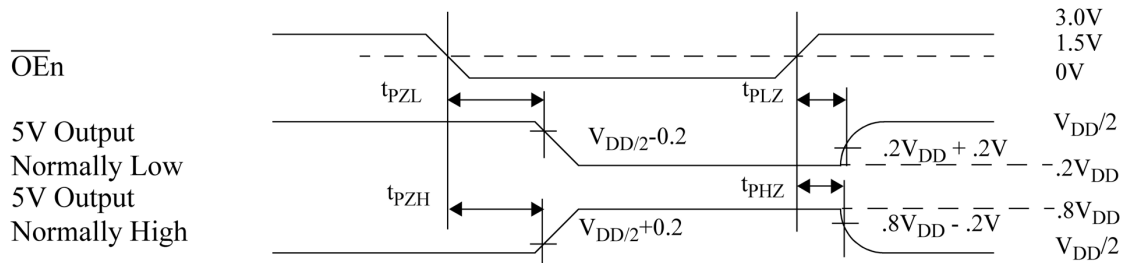 3.0V
1.5V
OEn
0V
tPZL
tPLZ
5V Output
VDD/2
VDD/2-0.2
.2VDD + .2V
Normally Low
.2VDD
5V Output
tPZH
tPHZ
.8VDD
Normally High
VDD/2+0.2
.8VDD - .2V
VDD/2